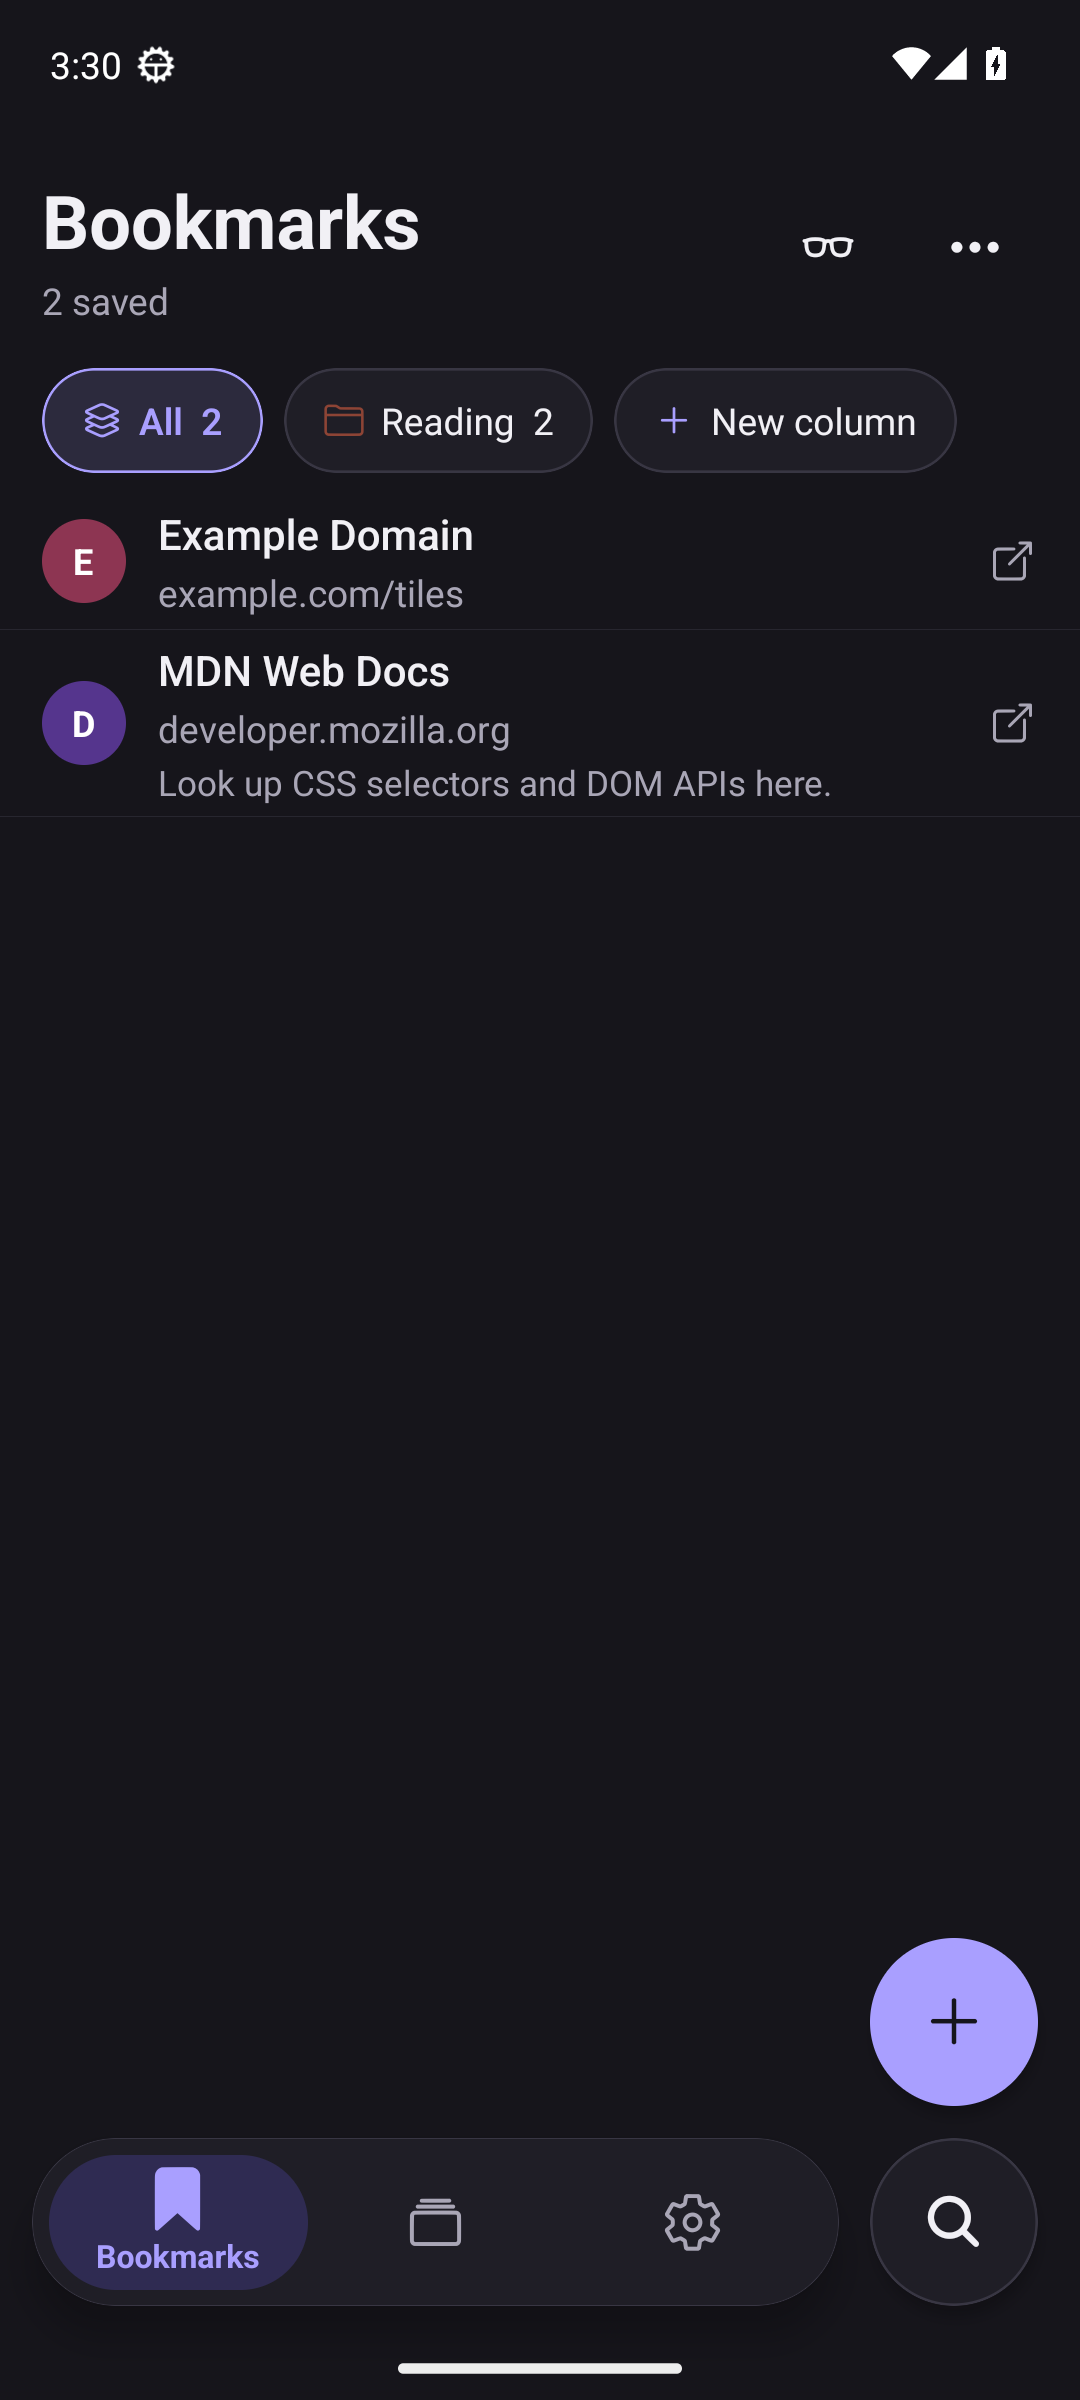 3:30
Bookmarks
2 saved
All 2
Reading 2
New column
E
Example Domain
example.com/tiles
D
MDN Web Docs
developer.mozilla.org
Look up CSS selectors and DOM APIs here.
Bookmarks